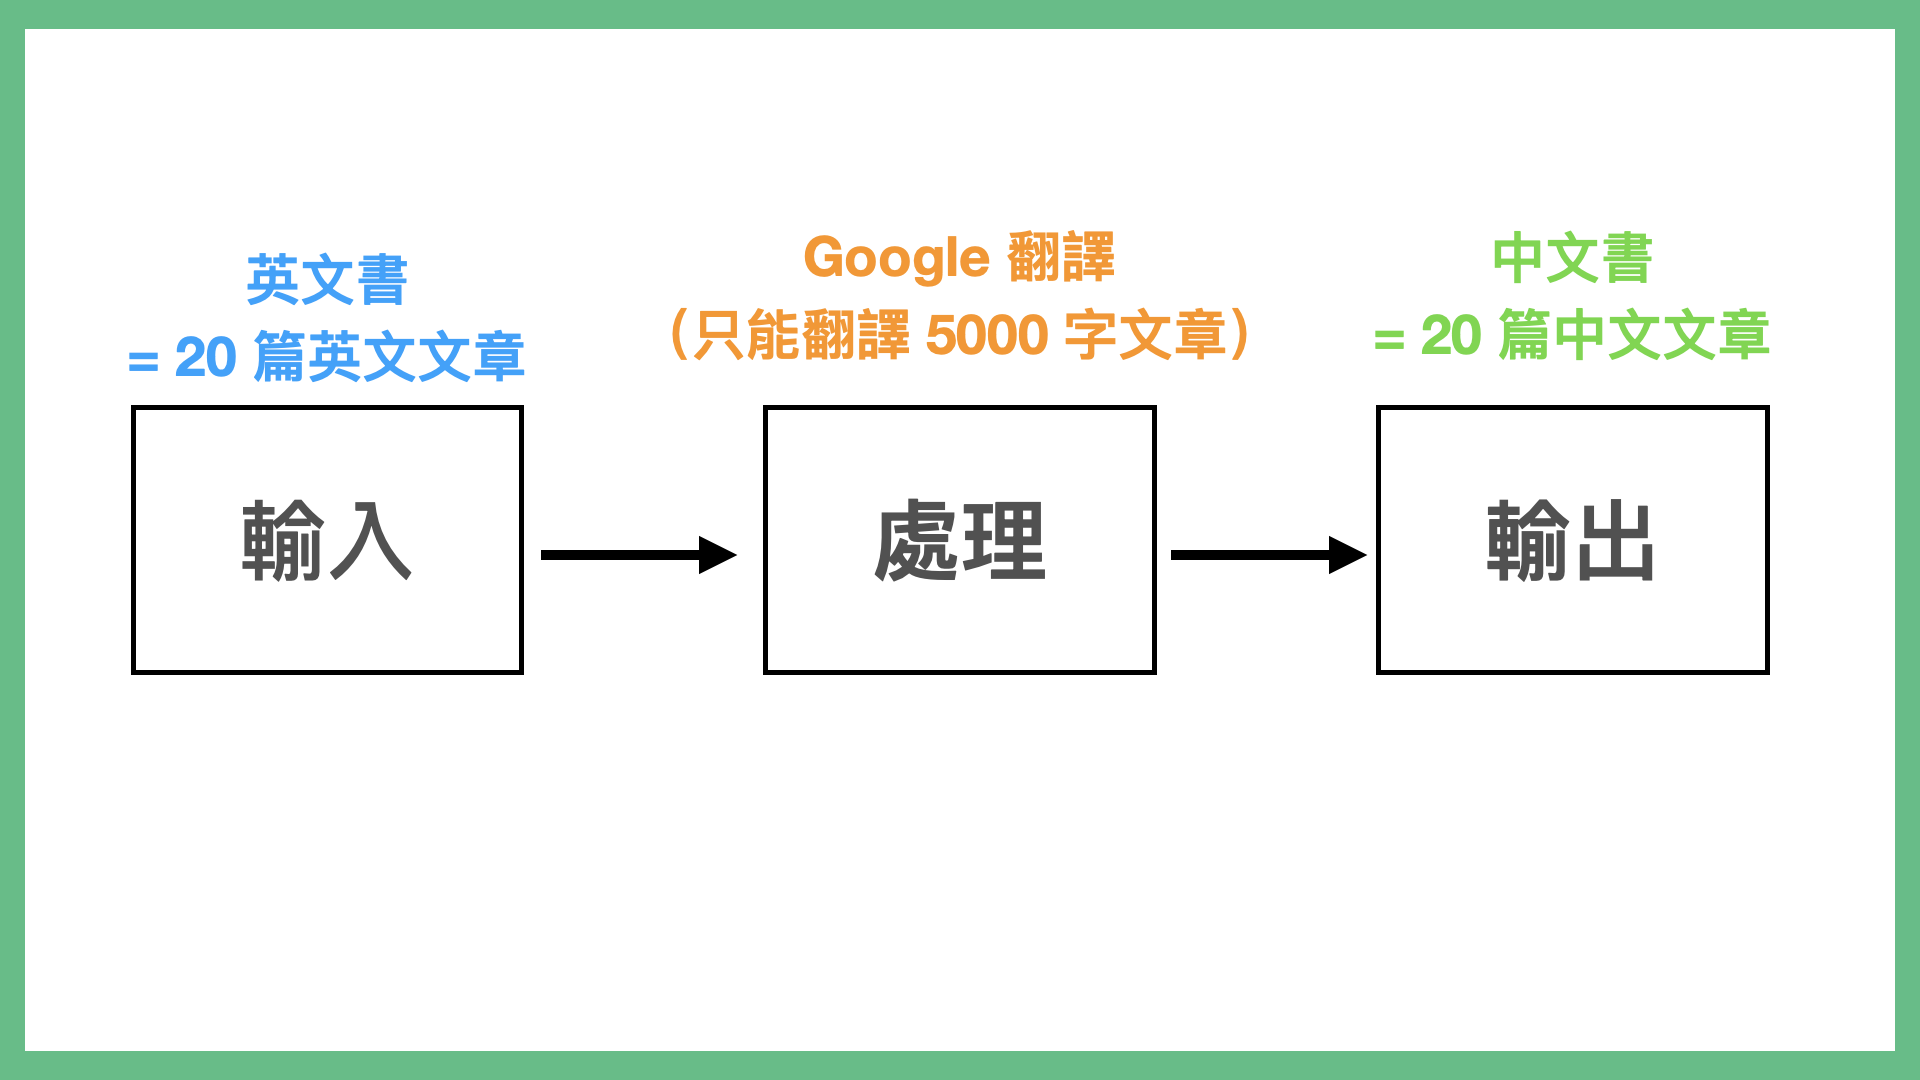 英文書
= 20 篇英文文章
輸入
Google 翻譯
（只能翻譯 5000 字文章）
處理
中文書
= 20 篇中文文章
輸出